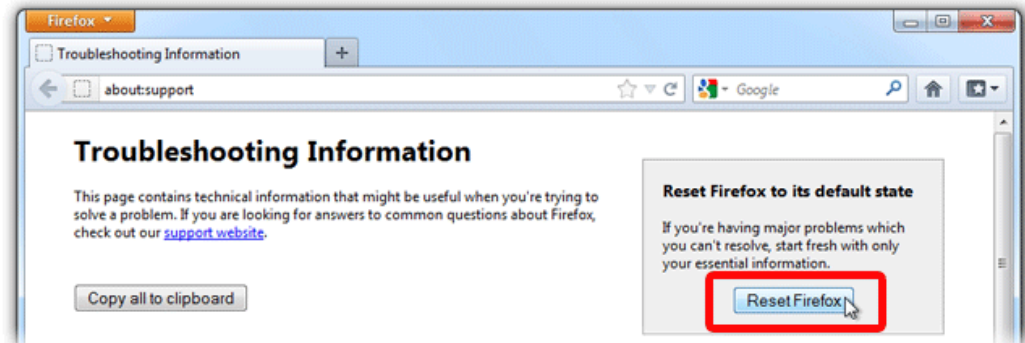 Firefox
Troubleshooting Information
about:support
Google
Troubleshooting Information
This page contains technical information that might be useful when you're trying to
solve a problem. If you are looking for answers to common questions about Firefox,
check out our support website.
Copy all to clipboard
Reset Firefox to its default state
If you're having major problems which
you can't resolve, start fresh with only
your essential information.
Reset Firefox